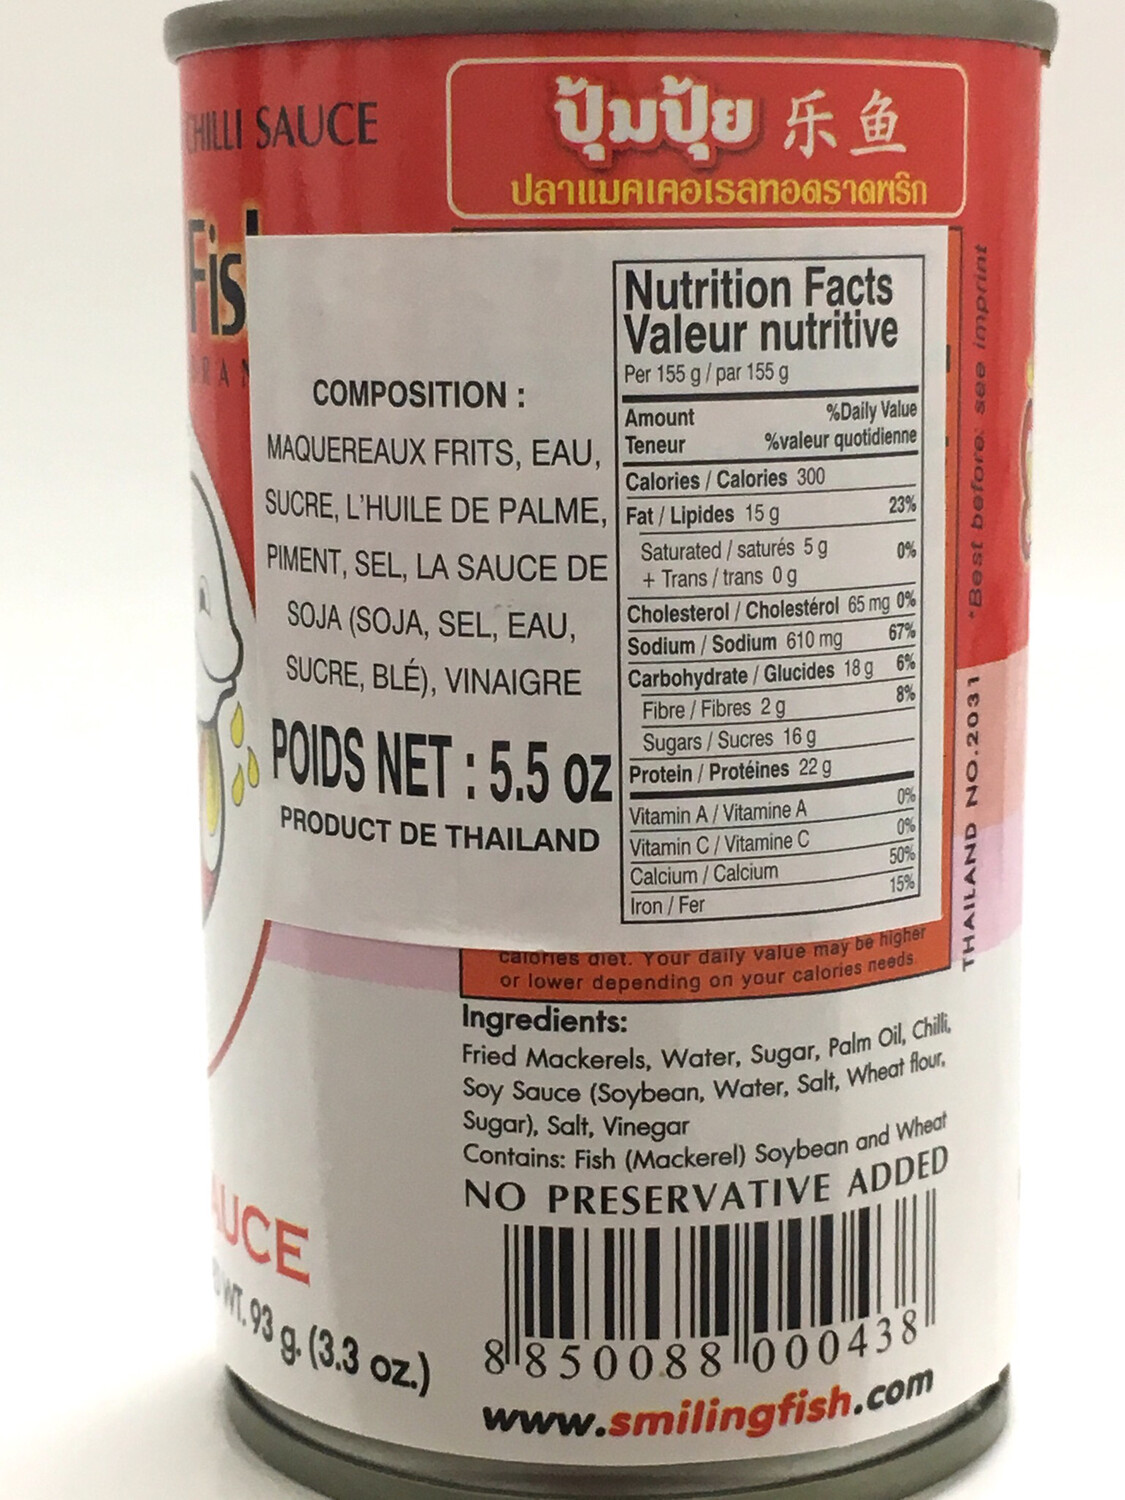 CHILLI SAUCE
ปุ้มปุ้ย 乐鱼
ปลาแมคเคอเรลทอดราดพริก
Fis
COMPOSITION :
MAQUEREAUX FRITS, EAU,
SUCRE, L'HUILE DE PALME,
PIMENT, SEL, LA SAUCE DE
SOJA (SOJA, SEL, EAU,
SUCRE, BLÉ), VINAIGRE
POIDS NET : 5.5 oz
PRODUCT DE THAILAND
Nutrition Facts
Valeur nutritive
Per 155 g / par 155 g
Amount %Daily Value
Teneur %valeur quotidienne
Calories / Calories 300
Fat / Lipides 15 g 23%
Saturated / saturés 5 g 0%
+ Trans / trans 0 g
Cholesterol / Cholestérol 65 mg 0%
Sodium / Sodium 610 mg 67%
Carbohydrate / Glucides 18 g 6%
Fibre / Fibres 2 g 8%
Sugars / Sucres 16 g
Protein / Protéines 22 g
Vitamin A / Vitamine A 0%
Vitamin C / Vitamine C 0%
Calcium / Calcium 50%
Iron / Fer 15%
THAILAND NO.2031 *Best before: see imprint
calories diet. Your daily value may be higher
or lower depending on your calories needs.
Ingredients:
Fried Mackerels, Water, Sugar, Palm Oil, Chilli,
Soy Sauce (Soybean, Water, Salt, Wheat flour,
Sugar), Salt, Vinegar
Contains: Fish (Mackerel) Soybean and Wheat
NO PRESERVATIVE ADDED
8 850088 000438
www.smilingfish.com
AUCE
WT. 93 g. (3.3 oz.)